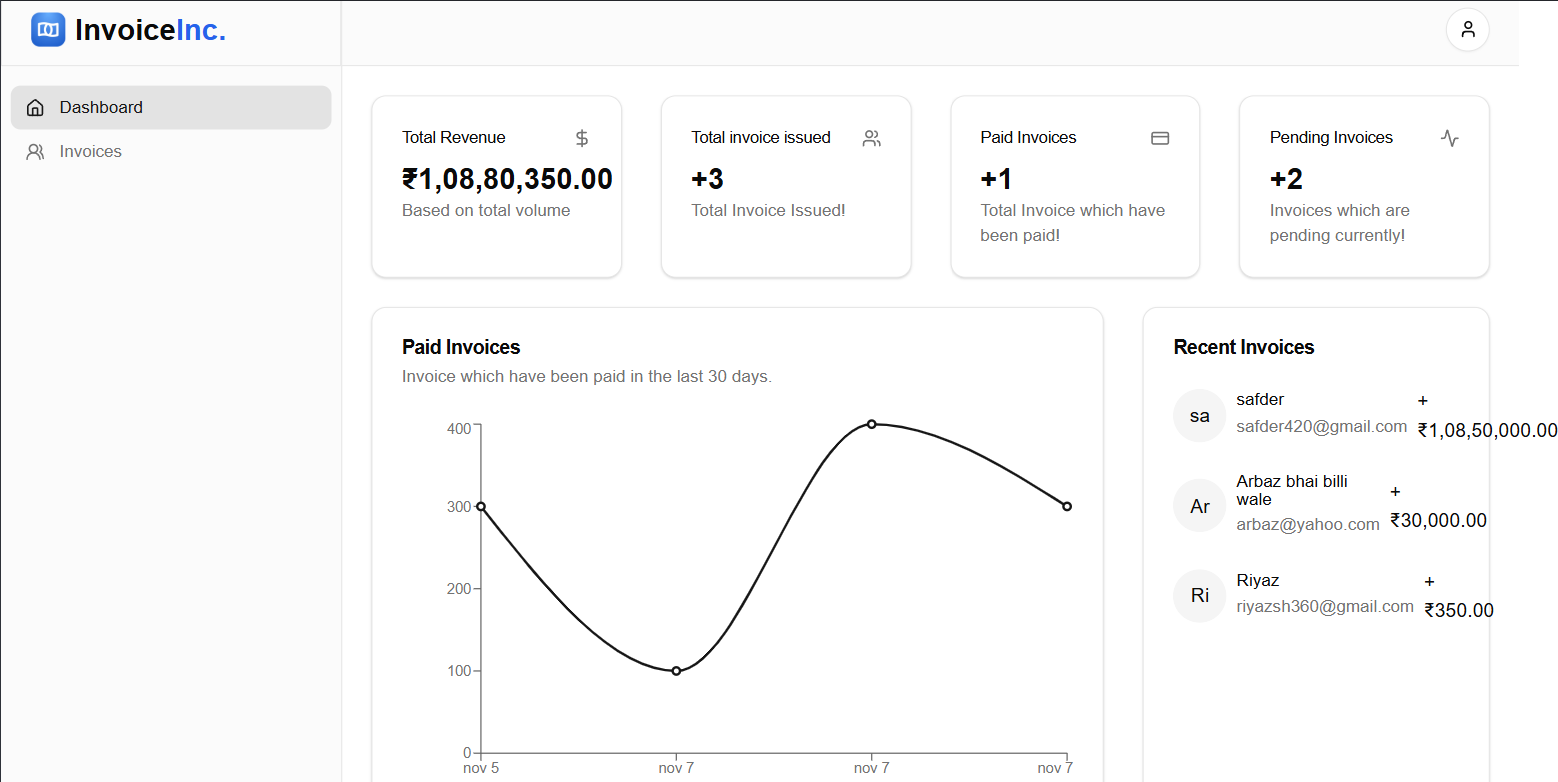 InvoiceInc.
Dashboard
Invoices
Total Revenue
₹1,08,80,350.00
Based on total volume
Total invoice issued
+3
Total Invoice Issued!
Paid Invoices
+1
Total Invoice which have
been paid!
Pending Invoices
+2
Invoices which are
pending currently!
Paid Invoices
Invoice which have been paid in the last 30 days.
400
300
200
100
0
nov 5
nov 7
nov 7
nov 7
Recent Invoices
sa
safder
safder420@gmail.com
+
₹1,08,50,000.00
Ar
Arbaz bhai billi
wale
arbaz@yahoo.com
+
₹30,000.00
Ri
Riyaz
riyazsh360@gmail.com
+
₹350.00